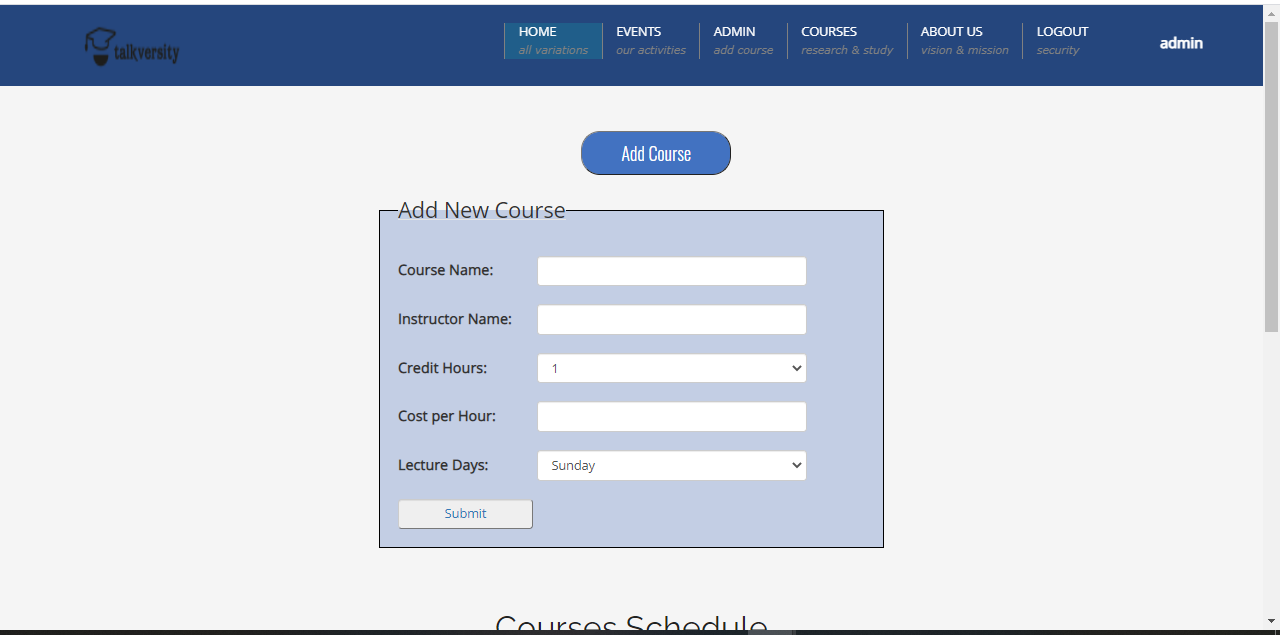 talkversity
HOME
all variations
EVENTS
our activities
ADMIN
add course
COURSES
research & study
ABOUT US
vision & mission
LOGOUT
security
admin
Add Course
Add New Course
Course Name:
Instructor Name:
Credit Hours:
1
Cost per Hour:
Lecture Days:
Sunday
Submit
Courses Schedule